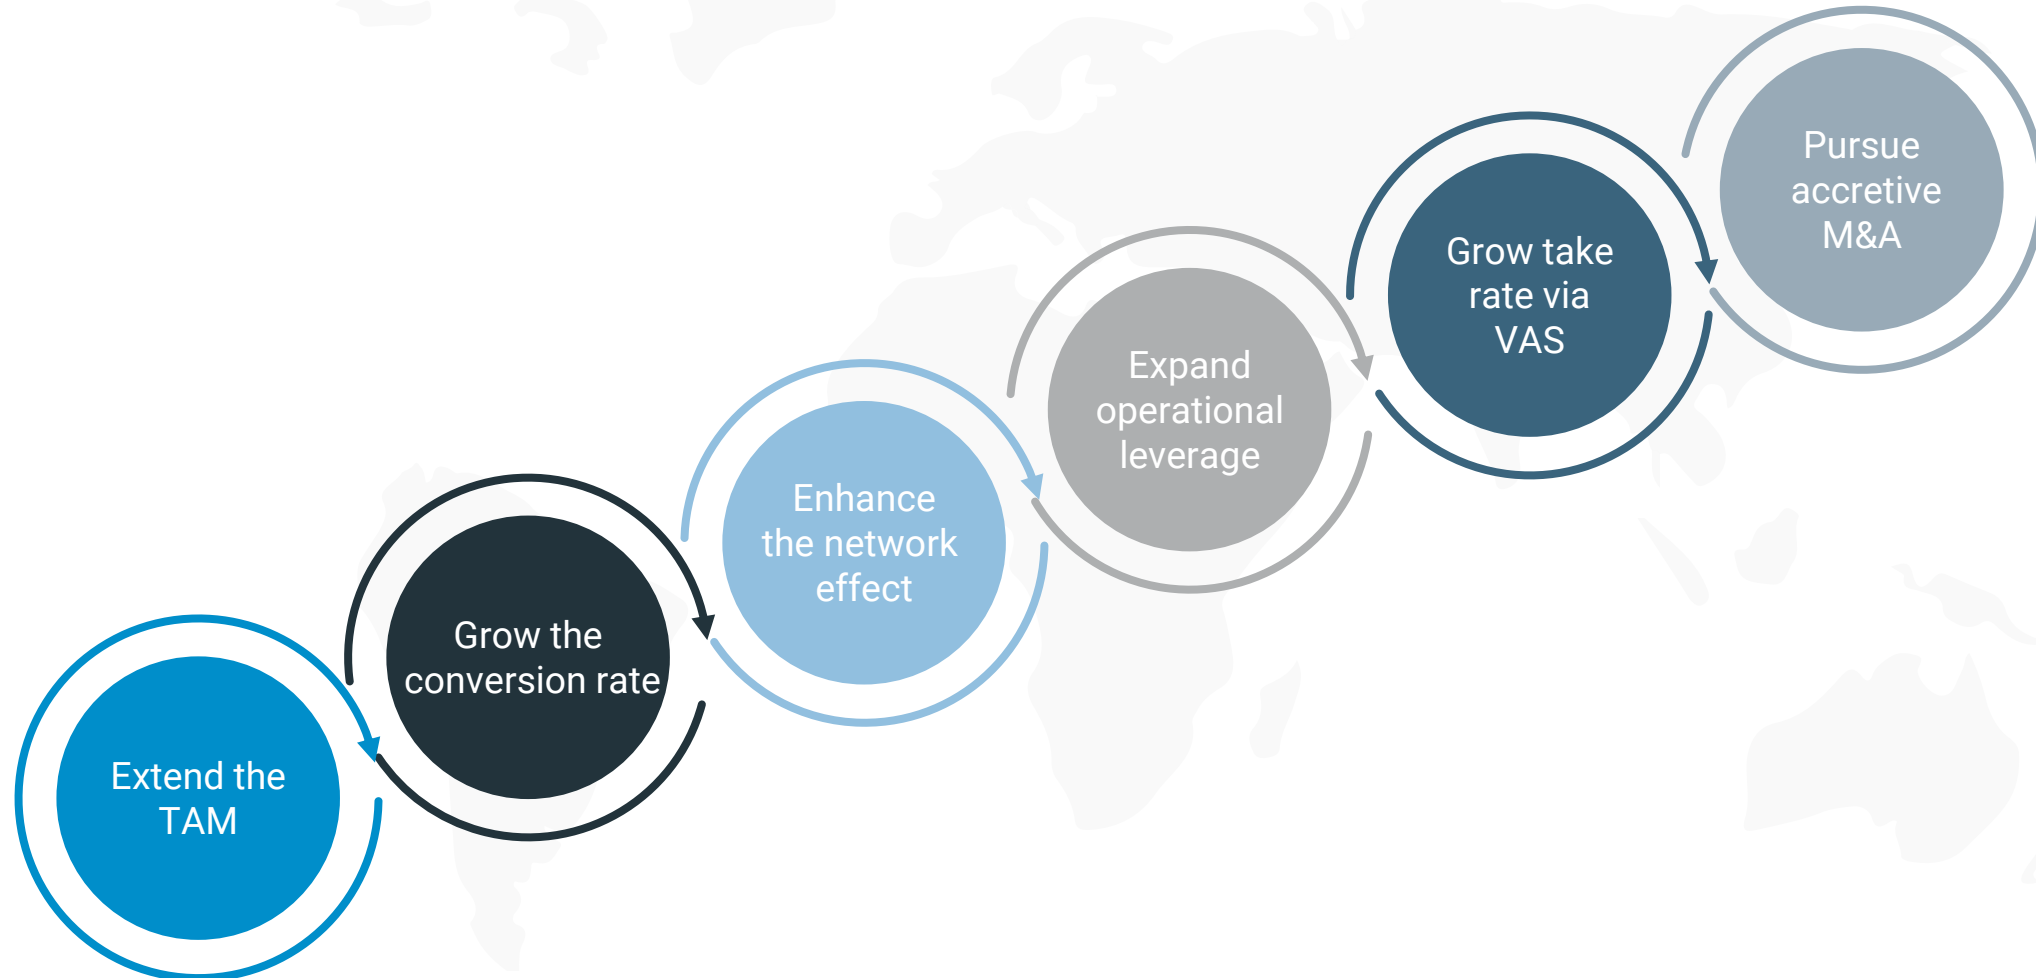 Extend the
TAM
Grow the
conversion rate
Enhance
the network
effect
Expand
operational
leverage
Grow take
rate via
VAS
Pursue
accretive
M&A